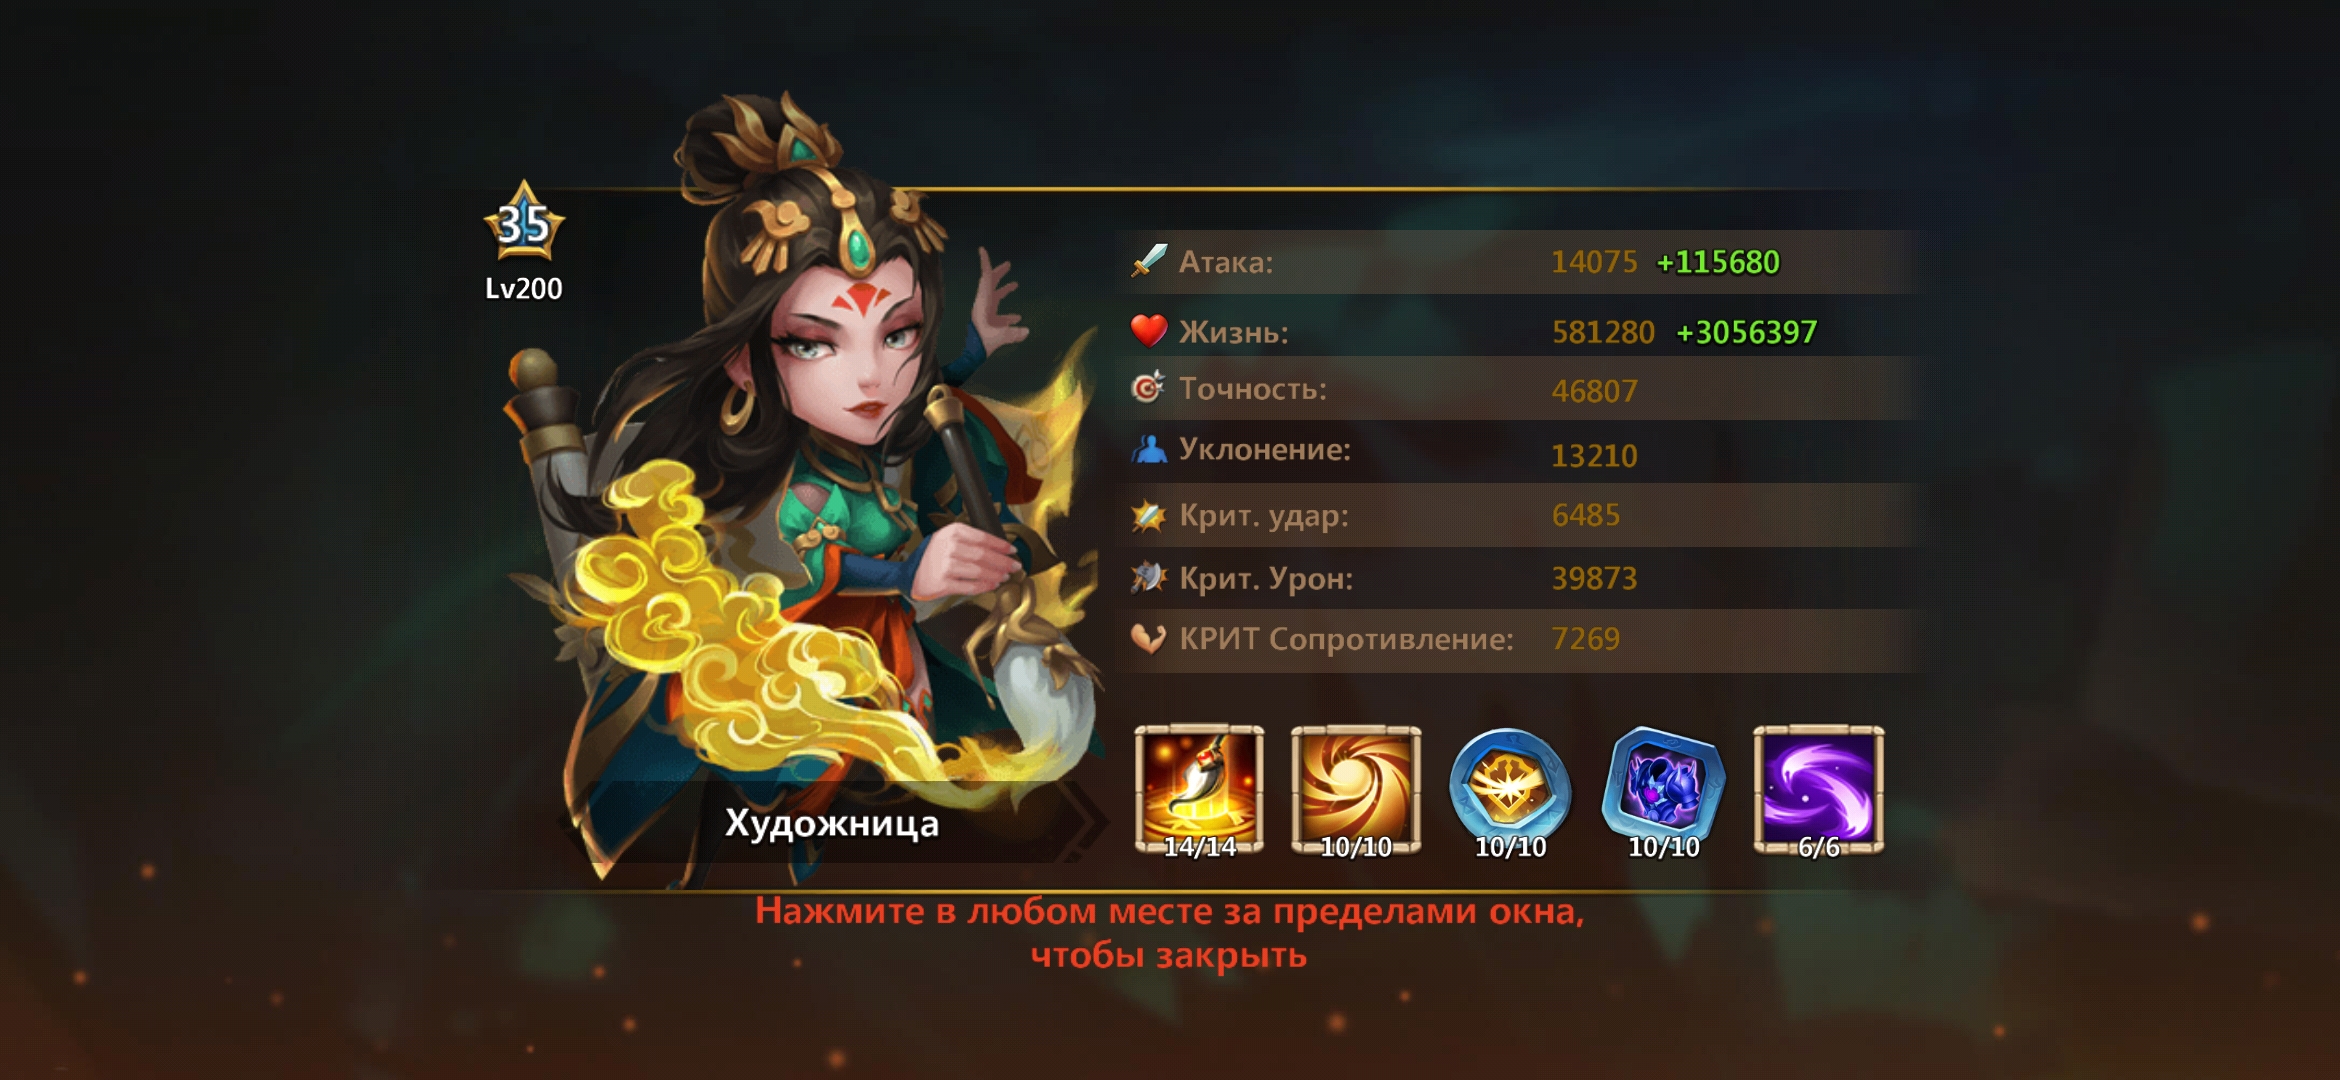 35
Lv200
Атака: 14075 +115680
Жизнь: 581280 +3056397
Точность: 46807
Уклонение: 13210
Крит. удар: 6485
Крит. Урон: 39873
КРИТ Сопротивление: 7269
Художница
14/14 10/10 10/10 10/10 6/6
Нажмите в любом месте за пределами окна,
чтобы закрыть